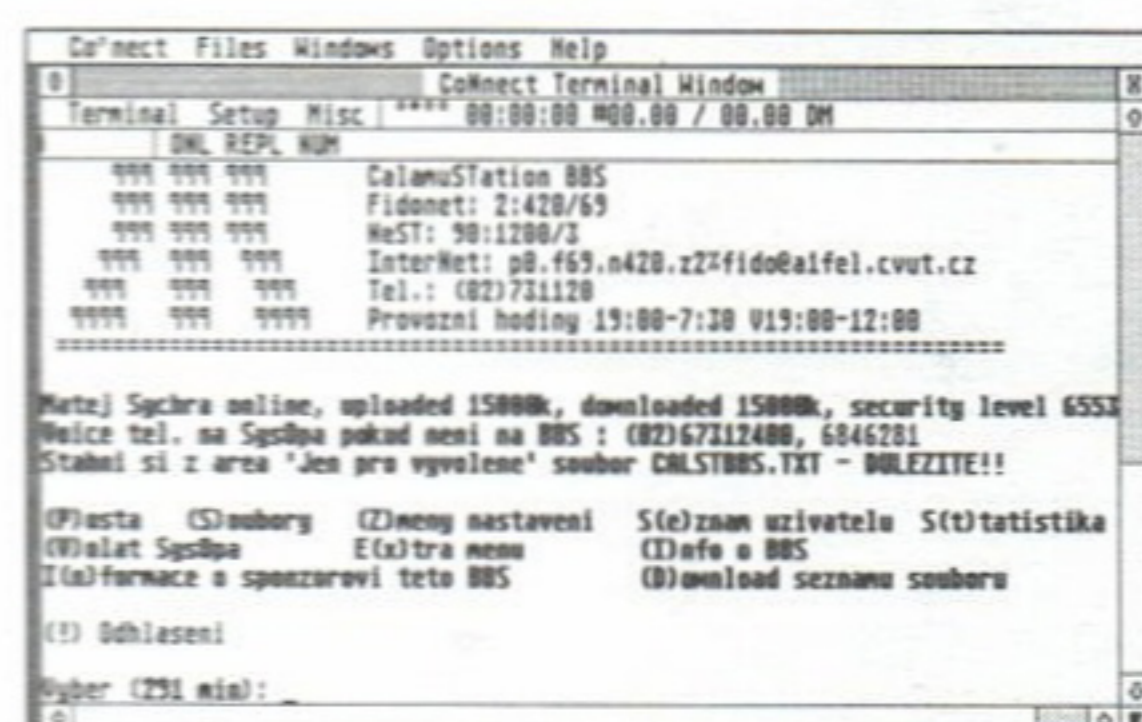 Co'nect Files Windows Options Help
CoNnect Terminal Window
Terminal Setup Misc **** 00:00:00 #00.00 / 00.00 DM
DNL REPL NUM
¶¶¶ ¶¶¶ ¶¶¶ CalamuSTation BBS
¶¶¶ ¶¶¶ ¶¶¶ Fidonet: 2:420/69
¶¶¶ ¶¶¶ ¶¶¶ NeST: 90:1200/3
¶¶¶ ¶¶¶ ¶¶¶ InterNet: p0.f69.n420.z2%fido@aifel.cvut.cz
¶¶¶ ¶¶¶ ¶¶¶ Tel.: (02)731120
¶¶¶¶ ¶¶¶ ¶¶¶¶ Provozni hodiny 19:00-7:30 V19:00-12:00
Matej Sychra online, uploaded 15000k, downloaded 15000k, security level 6553
Voice tel. na SysOpa pokud neni na BBS : (02)67312400, 6846281
Stahni si z area 'Jen pro vyvolene' soubor CALSTBBS.TXT - DULEZITE!!
(P)osta (S)oubory (Z)meny nastaveni S(e)znam uzivatelu S(t)tatistika
(V)olat SysOpa E(x)tra menu (I)nfo o BBS
I(n)formace o sponzorovi teto BBS (D)ownload seznamu souboru
(!) Odhlaseni
Vyber (291 min): _